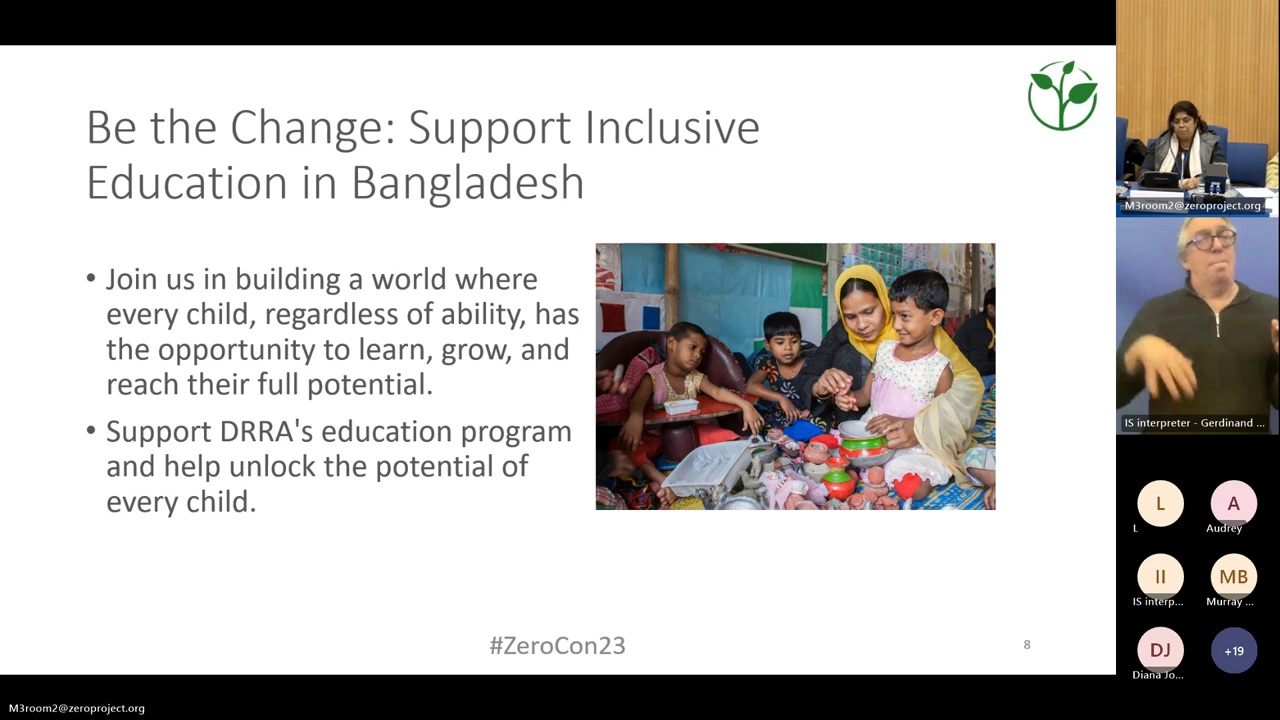 Be the Change: Support Inclusive
Education in Bangladesh
• Join us in building a world where
every child, regardless of ability, has
the opportunity to learn, grow, and
reach their full potential.
• Support DRRA's education program
and help unlock the potential of
every child.
#ZeroCon23
8
M3room2@zeroproject.org
IS interpreter - Gerdinand ...
L
A
L
Audrey
II
MB
IS interp...
Murray ...
DJ
+19
Diana Jo...
M3room2@zeroproject.org